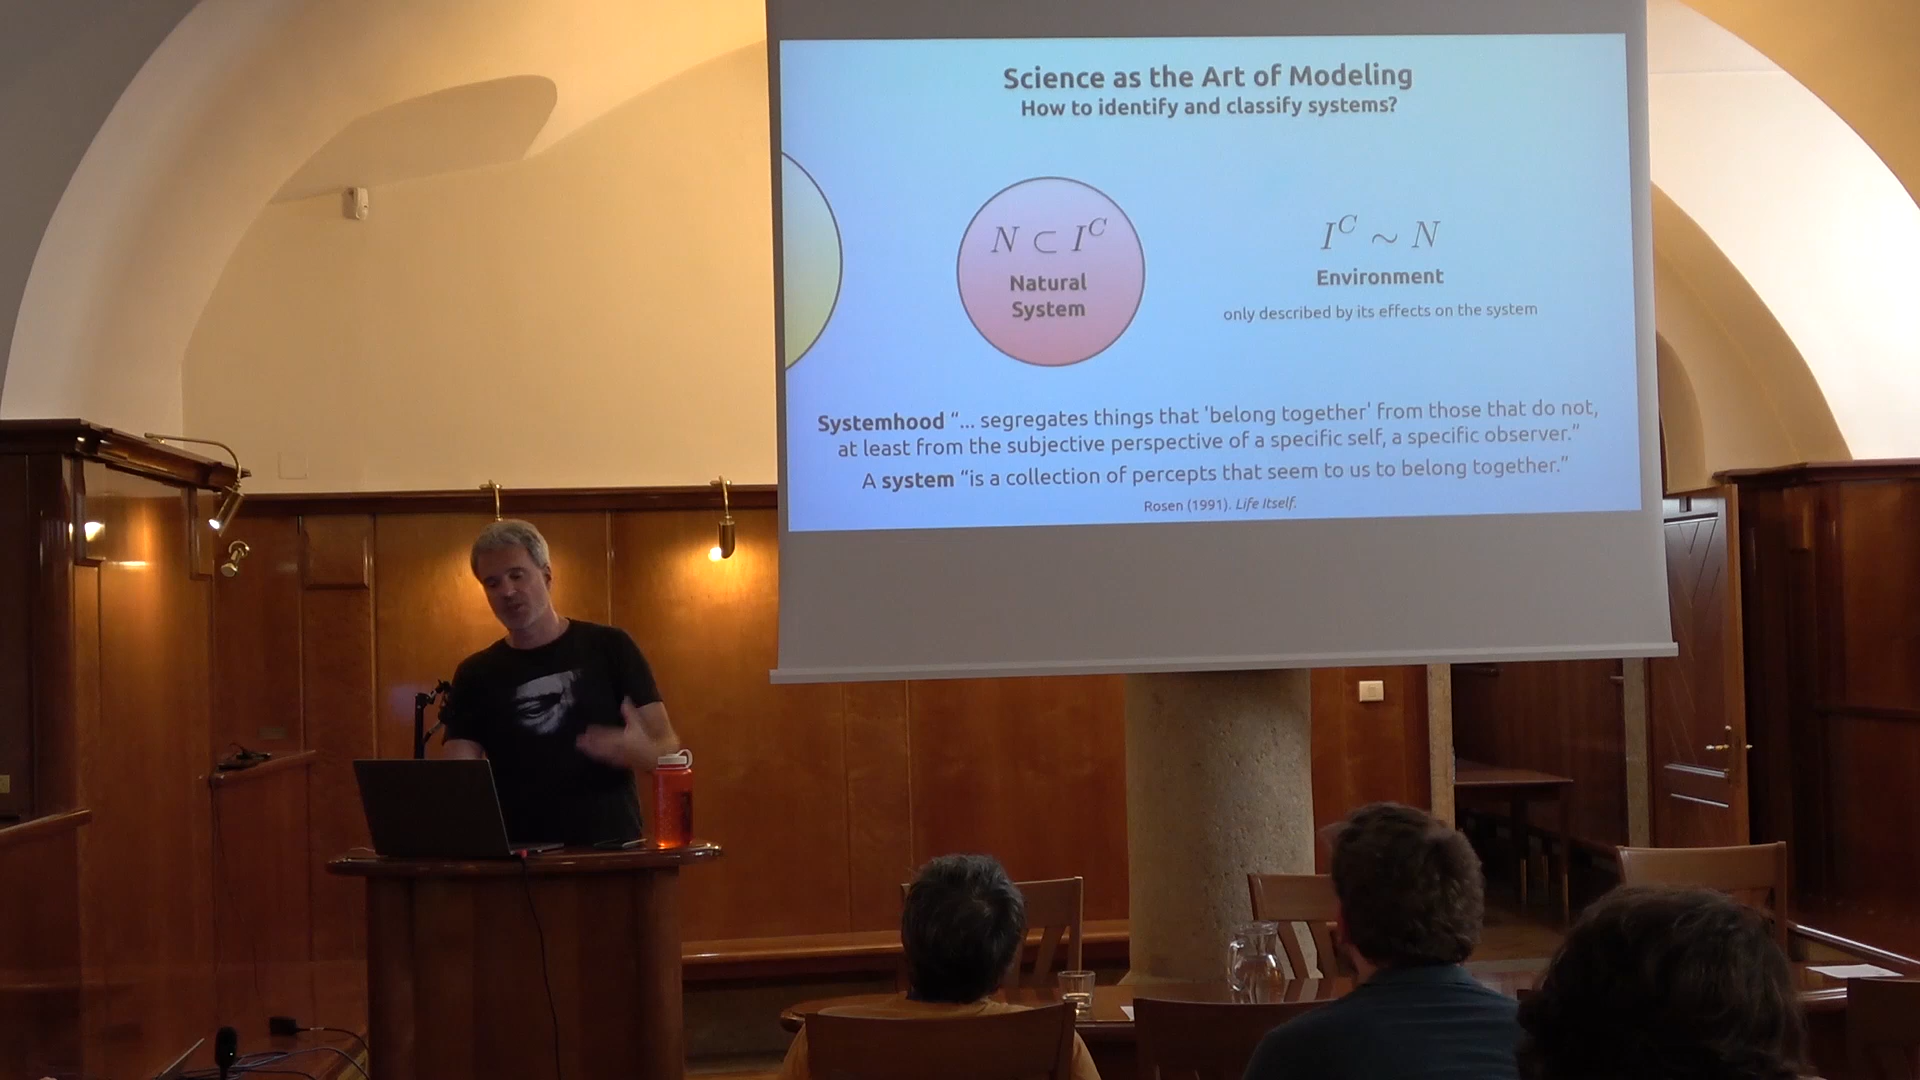 Science as the Art of Modeling
How to identify and classify systems?
N ⊂ I^C
Natural
System
I^C ∼ N
Environment
only described by its effects on the system
Systemhood “... segregates things that 'belong together' from those that do not,
at least from the subjective perspective of a specific self, a specific observer.”
A system “is a collection of percepts that seem to us to belong together.”
Rosen (1991). Life Itself.